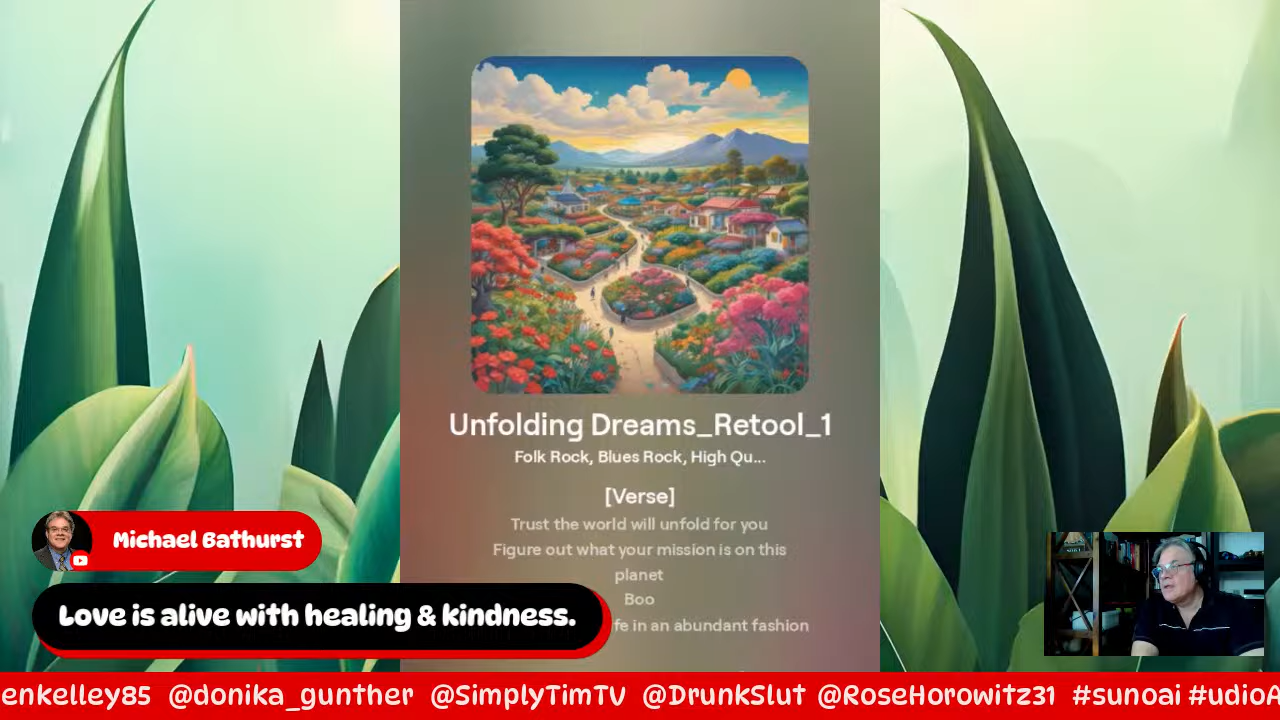 Unfolding Dreams_Retool_1
Folk Rock, Blues Rock, High Qu...
[Verse]
Trust the world will unfold for you
Figure out what your mission is on this
planet
Boo
fe in an abundant fashion
Michael Bathurst
Love is alive with healing & kindness.
enkelley85 @donika_gunther @SimplyTimTV @DrunkSlut @RoseHorowitz31 #sunoai #udioA